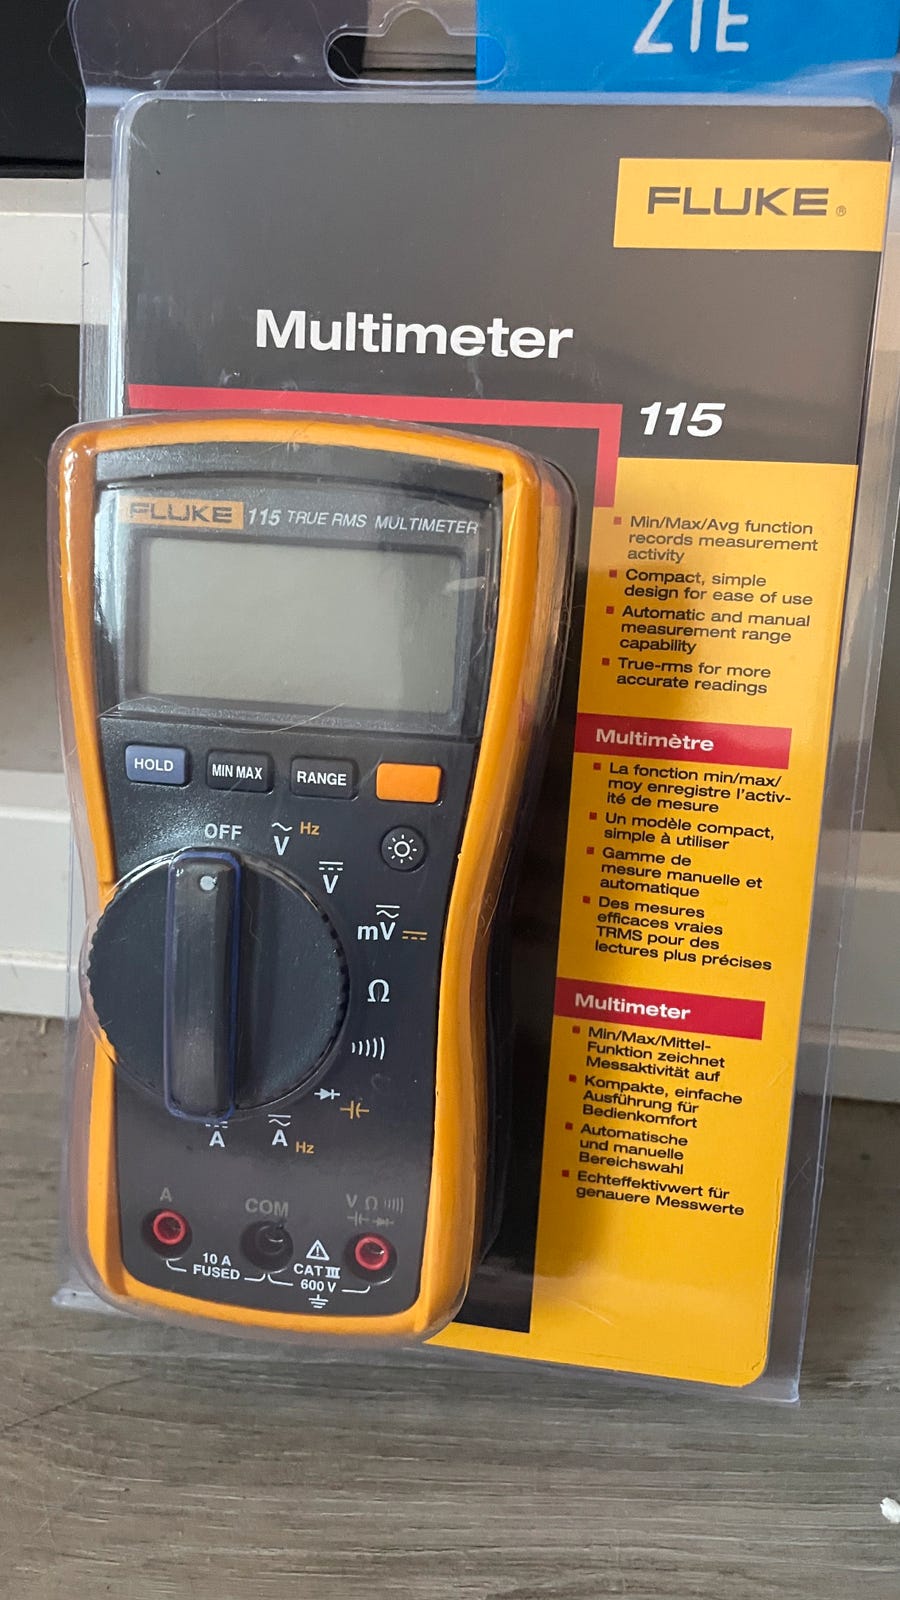 ZTE
FLUKE®
Multimeter
115
Min/Max/Avg function
records measurement
activity
Compact, simple
design for ease of use
Automatic and manual
measurement range
capability
True-rms for more
accurate readings
Multimètre
La fonction min/max/
moy enregistre l'activ-
ité de mesure
Un modèle compact,
simple à utiliser
Gamme de
mesure manuelle et
automatique
Des mesures
efficaces vraies
TRMS pour des
lectures plus précises
Multimeter
Min/Max/Mittel-
Funktion zeichnet
Messaktivität auf
Kompakte, einfache
Ausführung für
Bedienkomfort
Automatische
und manuelle
Bereichswahl
Echteffektivwert für
genauere Messwerte
FLUKE 115 TRUE RMS MULTIMETER
HOLD MIN MAX RANGE
OFF
V Hz
V
mV
Ω
A
A Hz
A COM V Ω
10 A
FUSED
CAT III
600 V